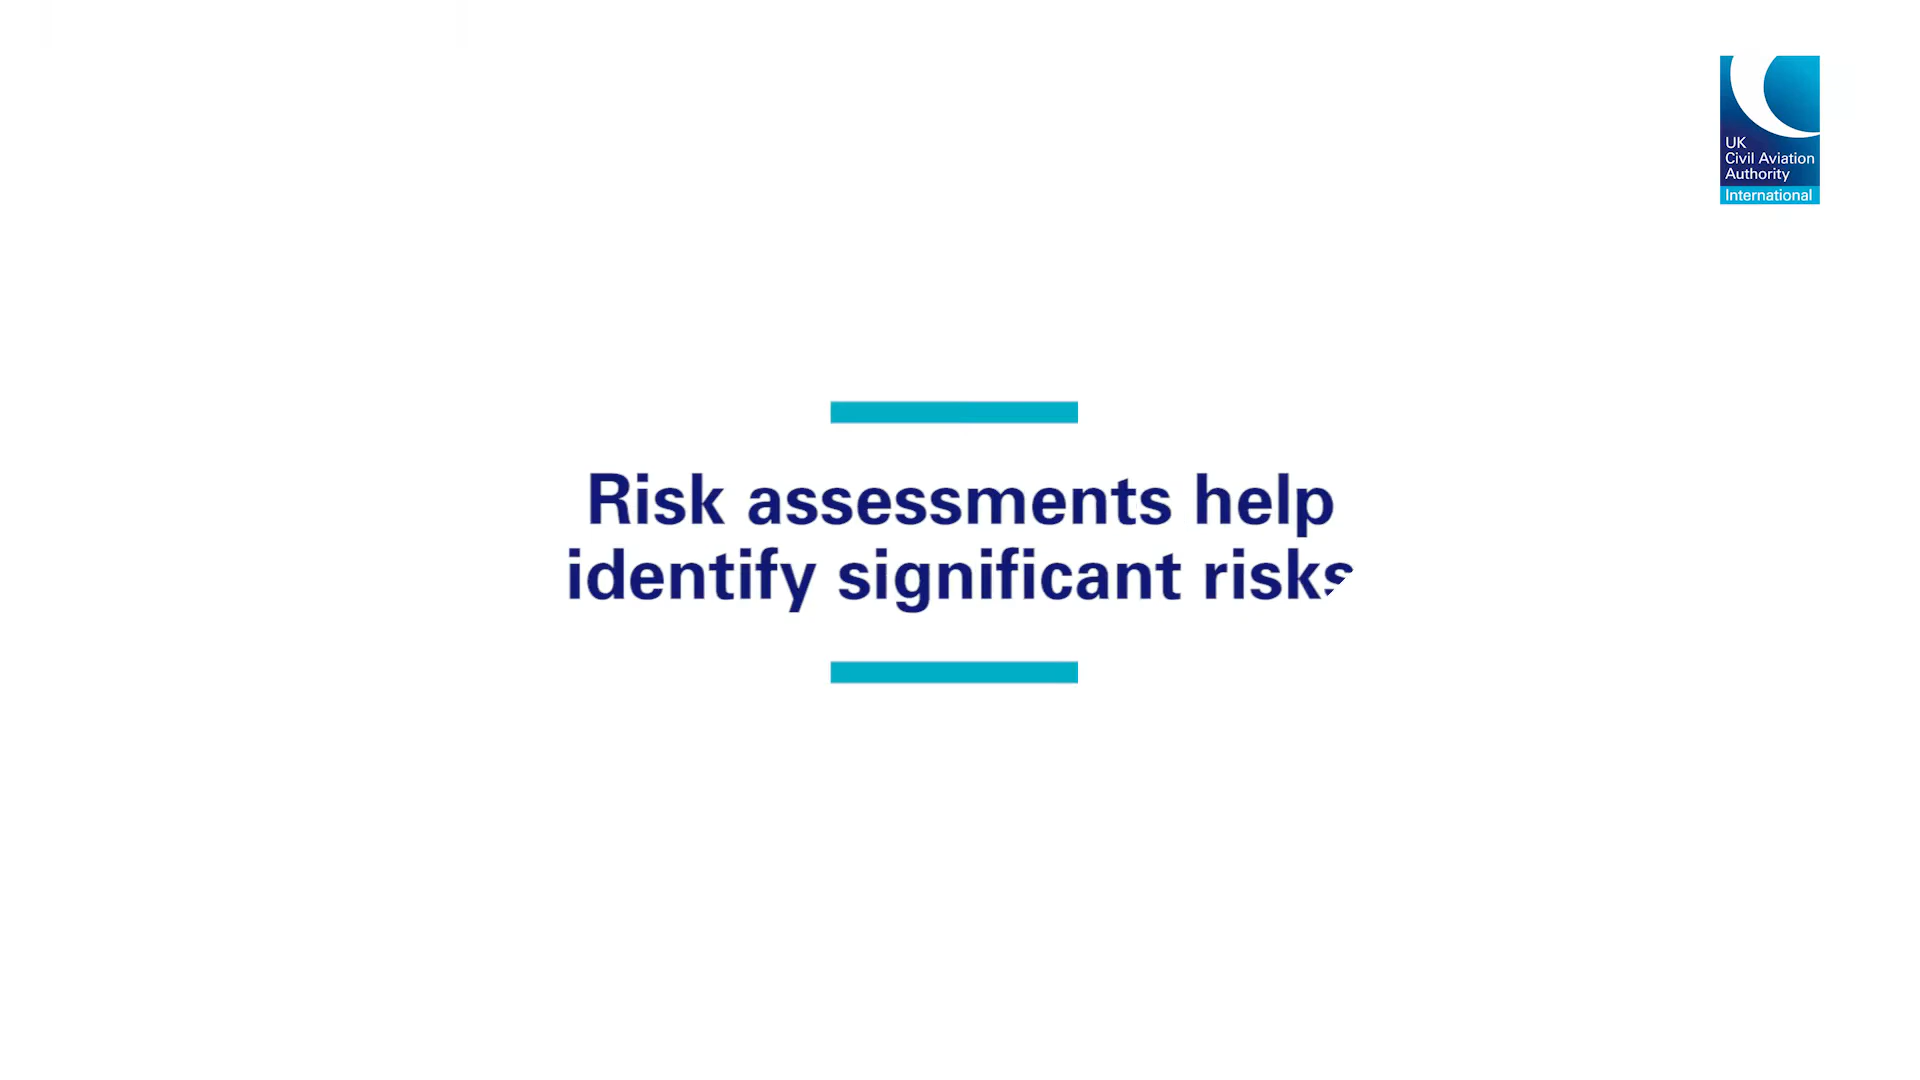 UK
Civil Aviation
Authority
International
Risk assessments help
identify significant risks